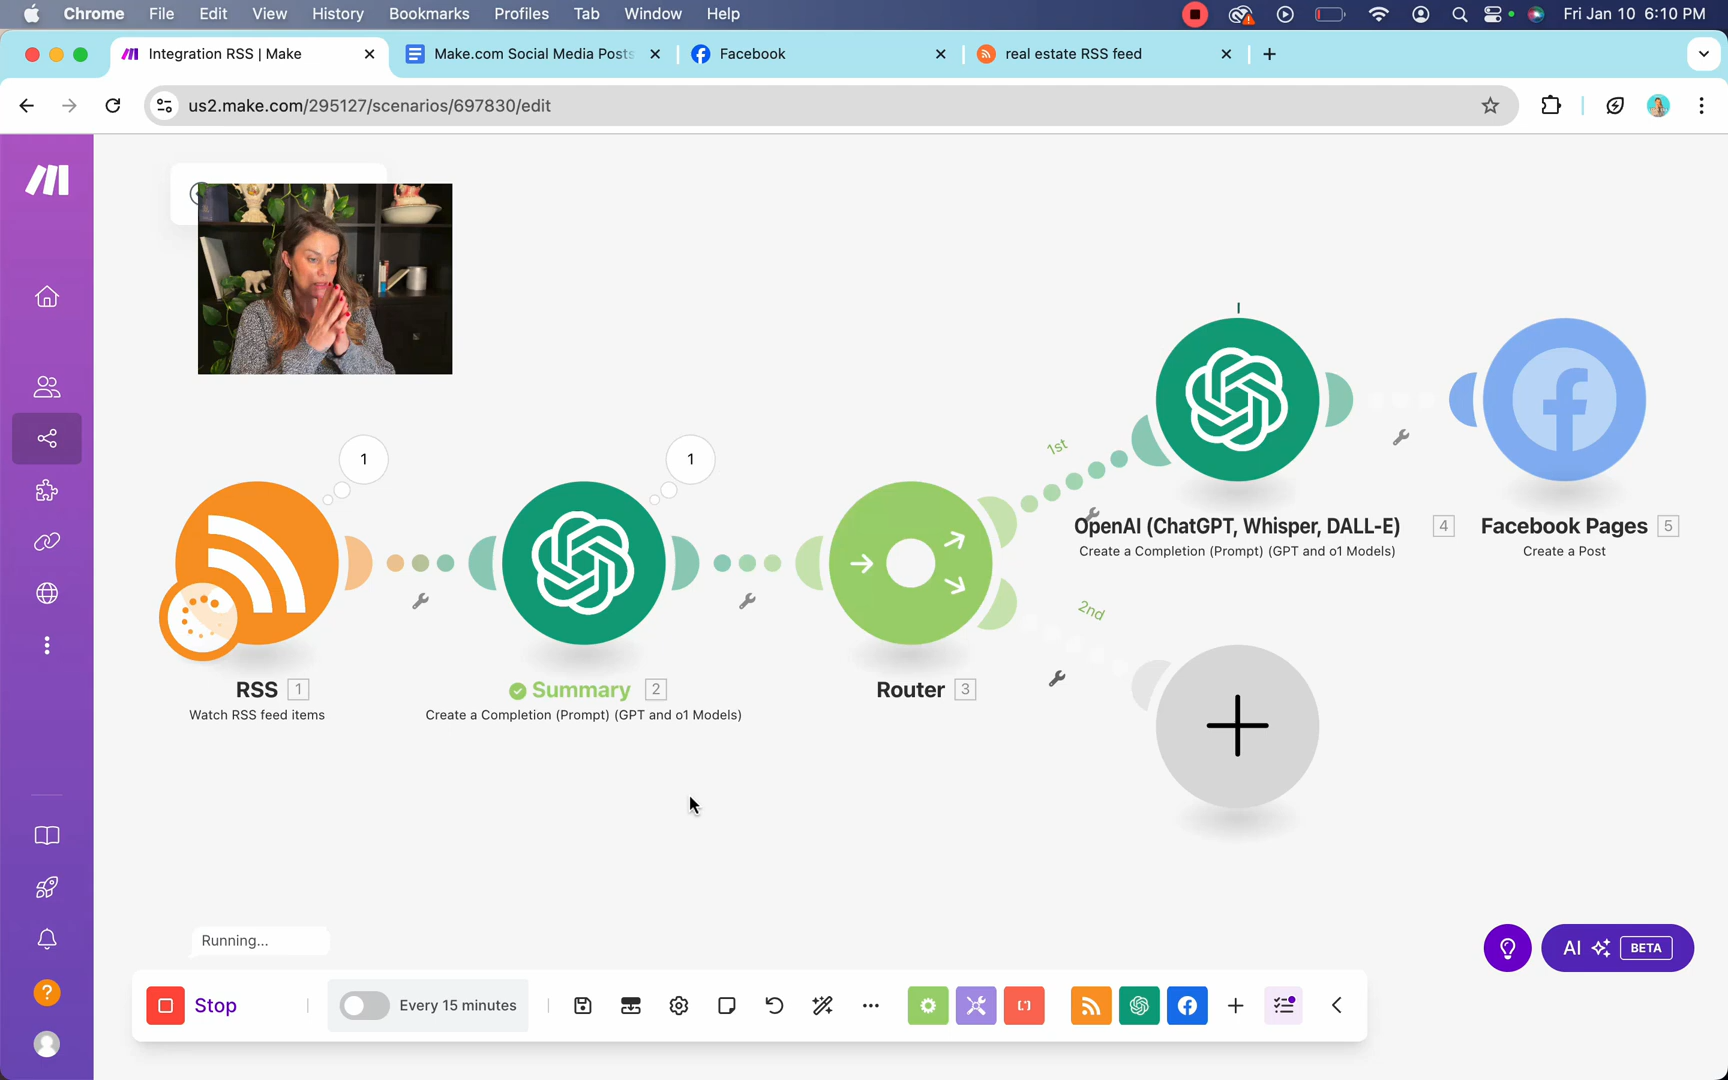 Chrome File Edit View History Bookmarks Profiles Tab Window Help Fri Jan 10 6:10 PM
Integration RSS | Make Make.com Social Media Posts Facebook real estate RSS feed
us2.make.com/295127/scenarios/697830/edit
1 1
1st
OpenAI (ChatGPT, Whisper, DALL-E) 4 Facebook Pages 5
Create a Completion (Prompt) (GPT and o1 Models) Create a Post
2nd
RSS 1 Summary 2 Router 3
Watch RSS feed items Create a Completion (Prompt) (GPT and o1 Models)
Running...
AI BETA
Stop Every 15 minutes
?